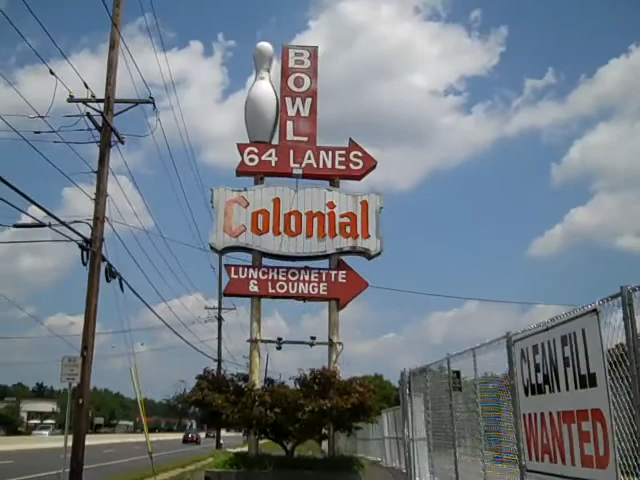 BOWL
64 LANES
Colonial
LUNCHEONETTE
& LOUNGE
CLEAN FILL
WANTED